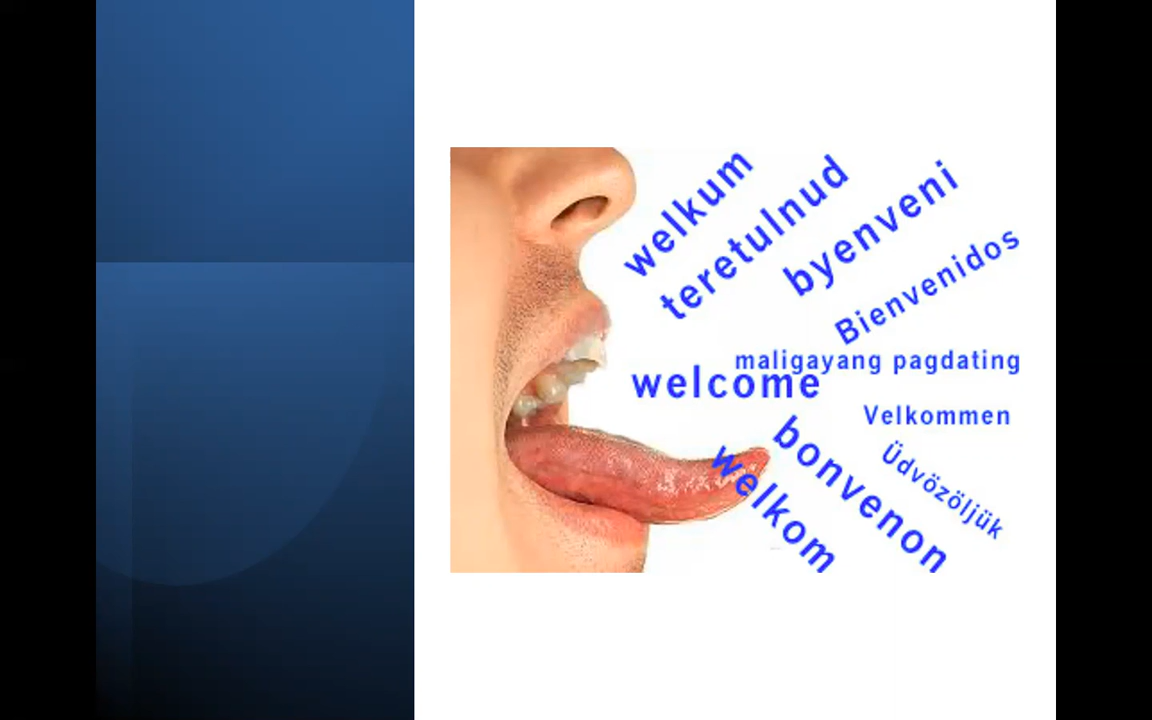 welkum
teretulnud
byenveni
Bienvenidos
maligayang pagdating
welcome
Velkommen
bonvenon
Üdvözöljük
welkom